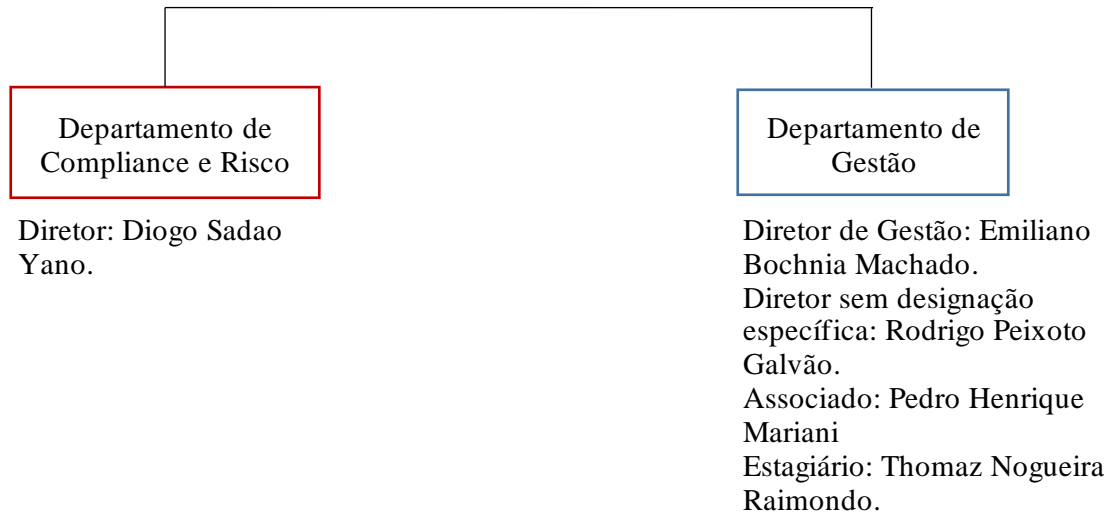 Departamento de
Compliance e Risco
Diretor: Diogo Sadao
Yano.
Departamento de
Gestão
Diretor de Gestão: Emiliano
Bochnia Machado.
Diretor sem designação
específica: Rodrigo Peixoto
Galvão.
Associado: Pedro Henrique
Mariani
Estagiário: Thomaz Nogueira
Raimondo.